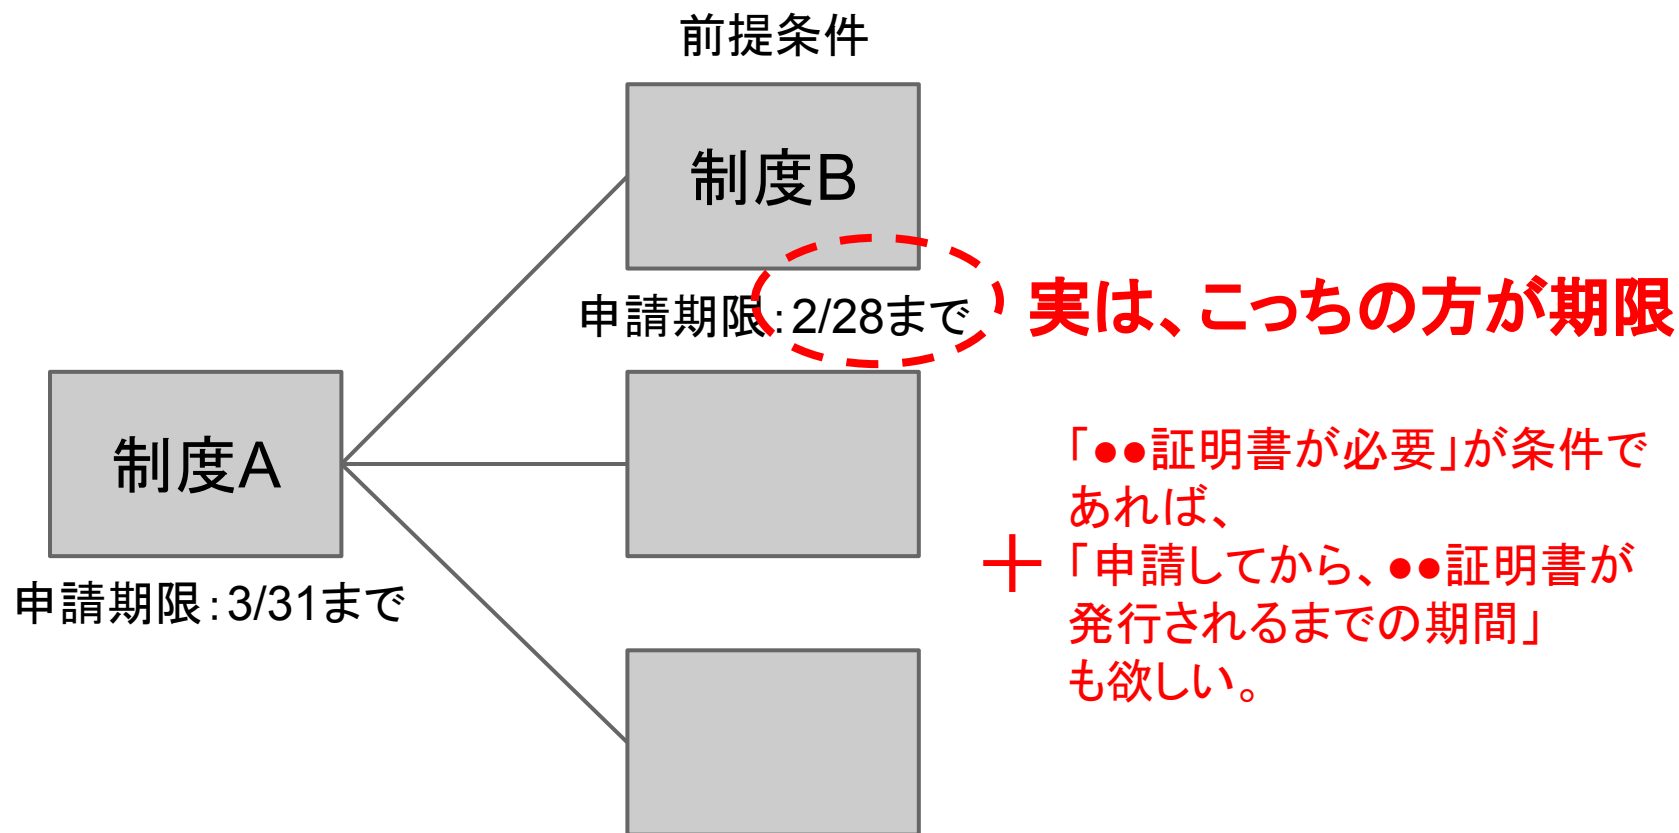 前提条件
制度B
申請期限：2/28まで
実は、こっちの方が期限
制度A
申請期限：3/31まで
＋
「●●証明書が必要」が条件で
あれば、
「申請してから、●●証明書が
発行されるまでの期間」
も欲しい。